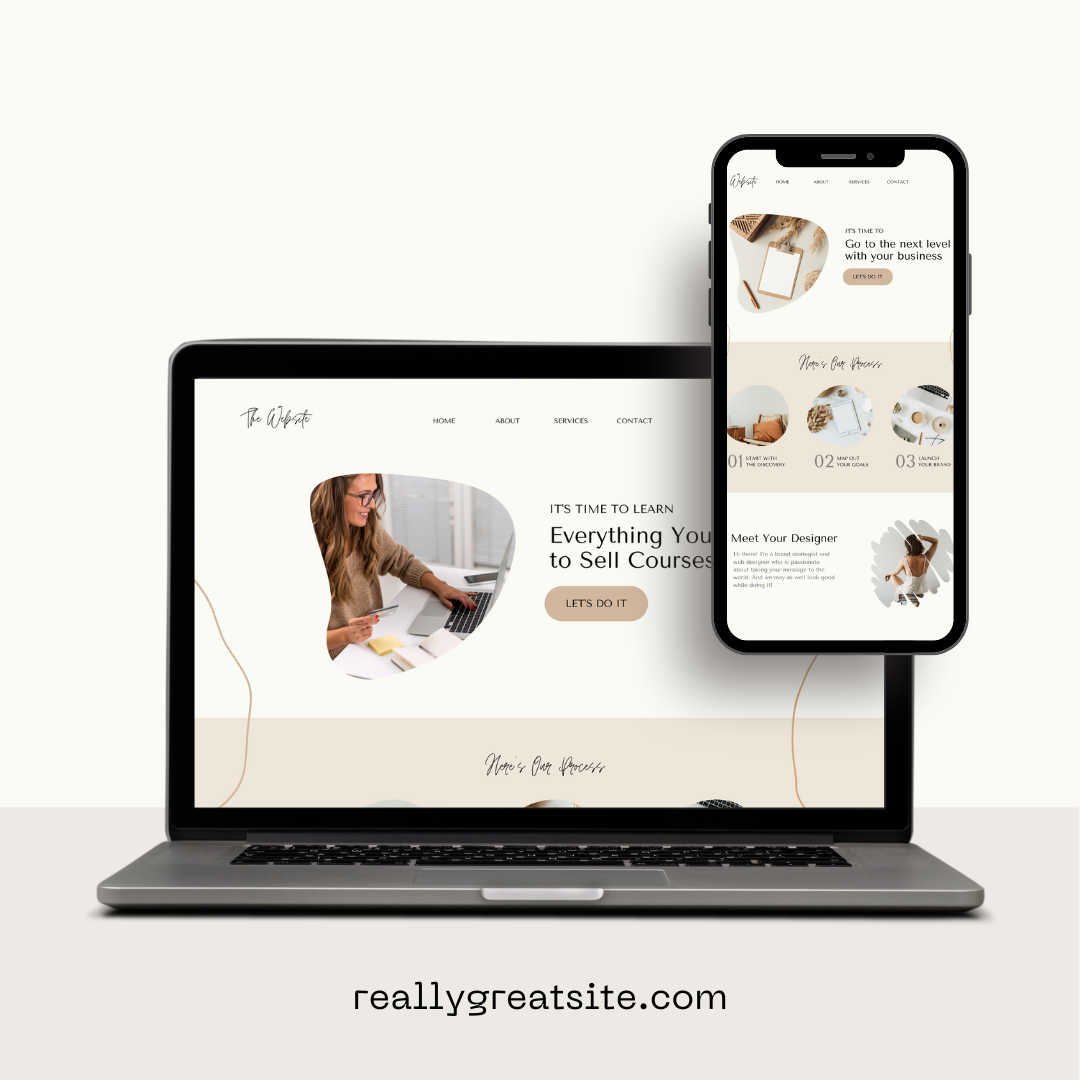 Website HOME ABOUT SERVICES CONTACT
IT'S TIME TO
Go to the next level
with your business
LET'S DO IT
Here's Our Process
01 START WITH
THE DISCOVERY
02 MAP OUT
YOUR GOALS
03 LAUNCH
YOUR BRAND
Meet Your Designer
Hi there! I'm a brand strategist and
web designer who is passionate
about taking your message to the
world. And we may as well look good
while doing it!
The Website HOME ABOUT SERVICES CONTACT
IT'S TIME TO LEARN
Everything You
to Sell Courses
LET'S DO IT
Here's Our Process
reallygreatsite.com